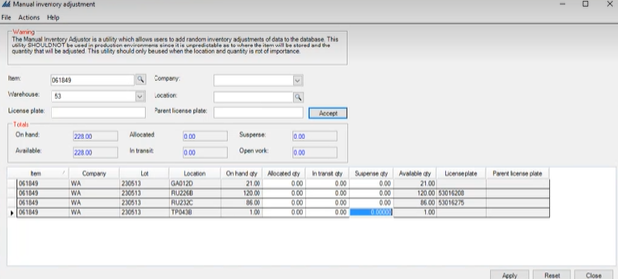 Manual inventory adjustment
File Actions Help
Warning
The Manual Inventory Adjustor is a utility which allows users to add random inventory adjustments of data to the database. This
utility SHOULDNOT be used in production environmens since it is unpredictable as to where the item will be stored and the
quantity that will be adjusted. This utility should only beused when the location and quantity is rot of importance.
Item: 061849 Company:
Warehouse: 53 Location:
License plate: Parent license plate: Accept
Totals
On hand: 228.00 Allocated 0.00 Suspense: 0.00
Available: 228.00 In transit: 0.00 Open work: 0.00
Item Company Lot Location On hand qty Allocated qty In transit qty Suspense qty Available qty License plate Parent license plate
061849 WA 230513 GA012D 21.00 0.00 0.00 0.00 21.00
061849 WA 230513 RU226B 120.00 0.00 0.00 0.00 120.00 53016208
061849 WA 230513 RU232C 86.00 0.00 0.00 0.00 86.00 53016275
061849 WA 230513 TP043B 1.00 0.00 0.00 0.00000 1.00
Apply Reset Close